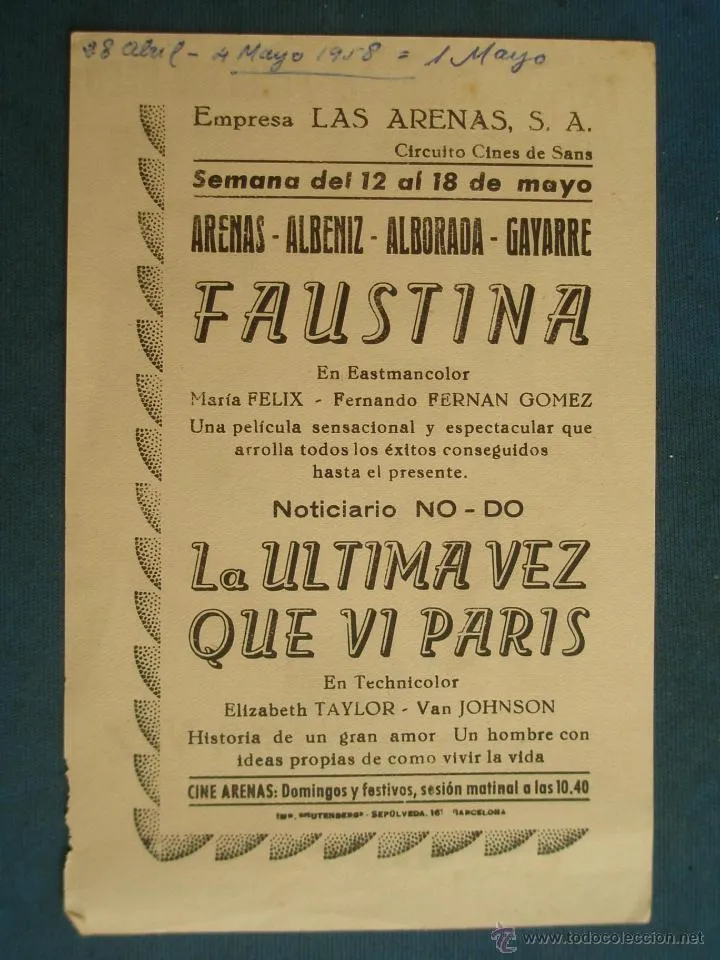 28 Abril - 4 Mayo 1958 = 1 Mayo
Empresa LAS ARENAS, S. A.
Circuito Cines de Sans
Semana del 12 al 18 de mayo
ARENAS - ALBENIZ - ALBORADA - GAYARRE
FAUSTINA
En Eastmancolor
María FELIX - Fernando FERNAN GOMEZ
Una película sensacional y espectacular que
arrolla todos los éxitos conseguidos
hasta el presente.
Noticiario NO-DO
La ULTIMA VEZ
QUE VI PARIS
En Technicolor
Elizabeth TAYLOR - Van JOHNSON
Historia de un gran amor Un hombre con
ideas propias de como vivir la vida
CINE ARENAS: Domingos y festivos, sesión matinal a las 10.40
IMP. GUTENBERG - SEPÚLVEDA, BARCELONA
todocoleccion
www.todocoleccion.net